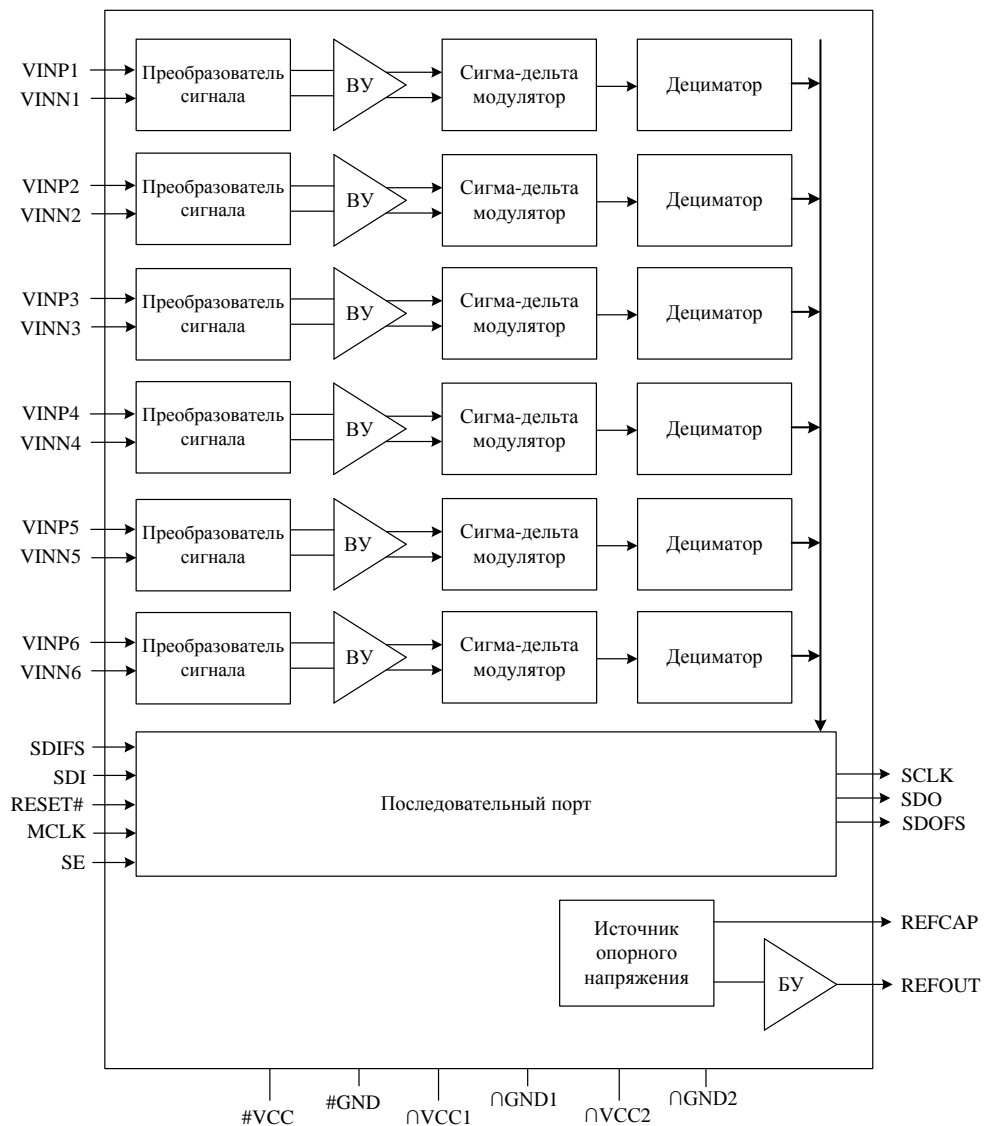 VINP1
VINN1
Преобразователь
сигнала
ВУ
Сигма-дельта
модулятор
Дециматор
VINP2
VINN2
Преобразователь
сигнала
ВУ
Сигма-дельта
модулятор
Дециматор
VINP3
VINN3
Преобразователь
сигнала
ВУ
Сигма-дельта
модулятор
Дециматор
VINP4
VINN4
Преобразователь
сигнала
ВУ
Сигма-дельта
модулятор
Дециматор
VINP5
VINN5
Преобразователь
сигнала
ВУ
Сигма-дельта
модулятор
Дециматор
VINP6
VINN6
Преобразователь
сигнала
ВУ
Сигма-дельта
модулятор
Дециматор
SDIFS
SDI
RESET#
MCLK
SE
Последовательный порт
SCLK
SDO
SDOFS
Источник
опорного
напряжения
БУ
REFCAP
REFOUT
#VCC
#GND
∩VCC1
∩GND1
∩VCC2
∩GND2